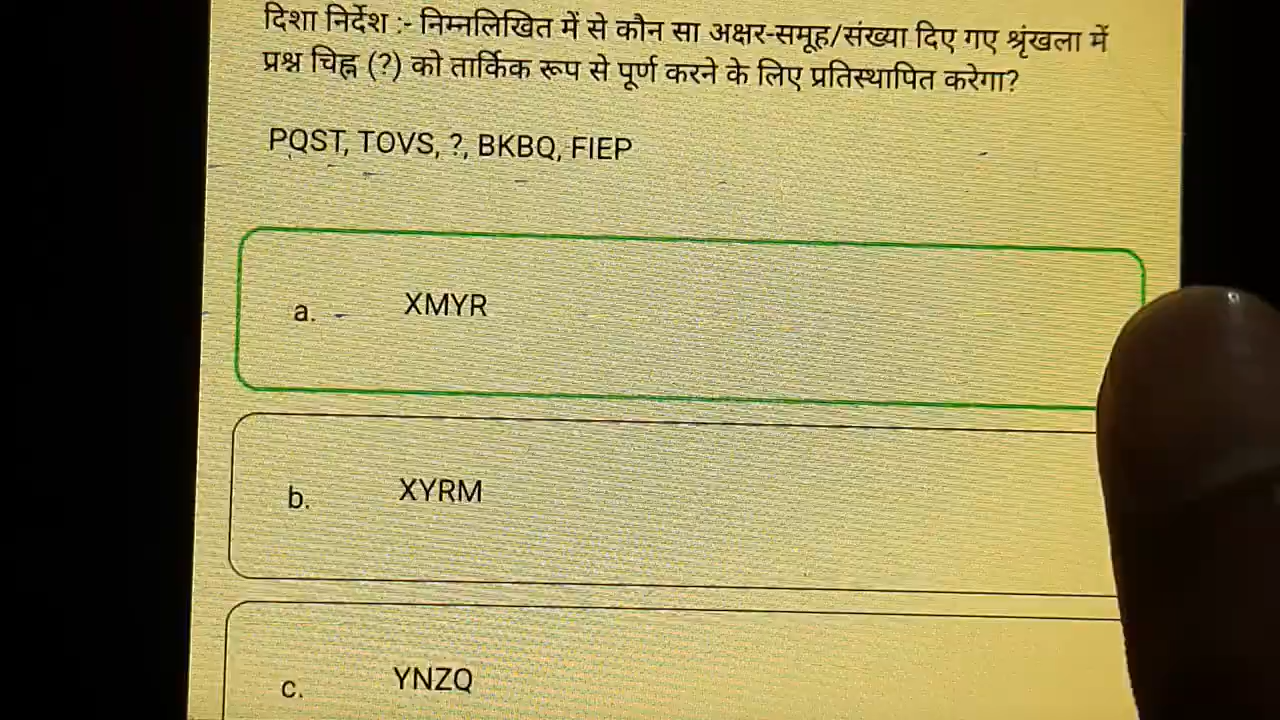 दिशा निर्देश :- निम्नलिखित में से कौन सा अक्षर-समूह/संख्या दिए गए श्रृंखला में
प्रश्न चिह्न (?) को तार्किक रूप से पूर्ण करने के लिए प्रतिस्थापित करेगा?
PQST, TOVS, ?, BKBQ, FIEP
a. XMYR
b. XYRM
c. YNZQ